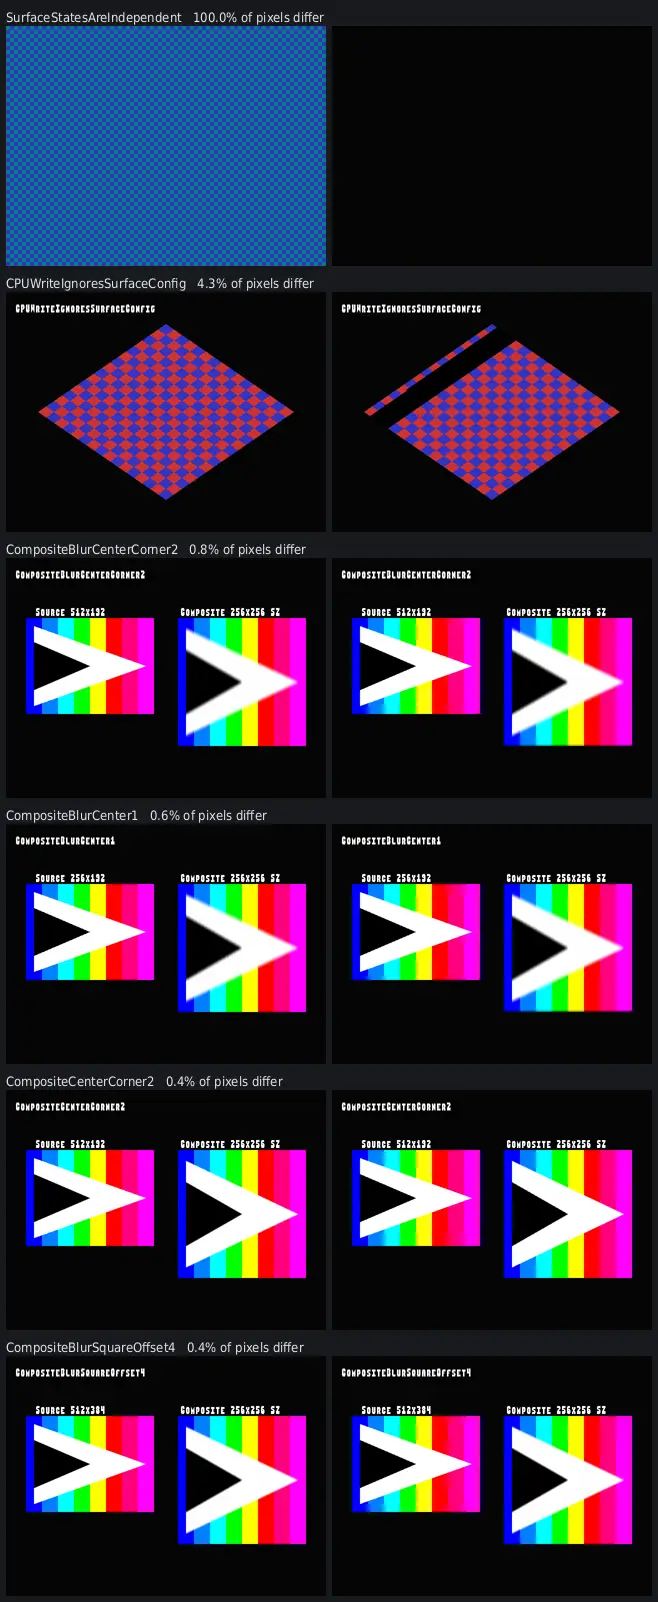 SurfaceStatesAreIndependent 100.0% of pixels differ
CPUWriteIgnoresSurfaceConfig 4.3% of pixels differ
CPUWriteIgnoresSurfaceConfig CPUWriteIgnoresSurfaceConfig
CompositeBlurCenterCorner2 0.8% of pixels differ
CompositeBlurCenterCorner2 CompositeBlurCenterCorner2
Source 512x192 Composite 256x256 SZ Source 512x192 Composite 256x256 SZ
CompositeBlurCenter1 0.6% of pixels differ
CompositeBlurCenter1 CompositeBlurCenter1
Source 256x192 Composite 256x256 SZ Source 256x192 Composite 256x256 SZ
CompositeCenterCorner2 0.4% of pixels differ
CompositeCenterCorner2 CompositeCenterCorner2
Source 512x192 Composite 256x256 SZ Source 512x192 Composite 256x256 SZ
CompositeBlurSquareOffset4 0.4% of pixels differ
CompositeBlurSquareOffset4 CompositeBlurSquareOffset4
Source 512x384 Composite 256x256 SZ Source 512x384 Composite 256x256 SZ